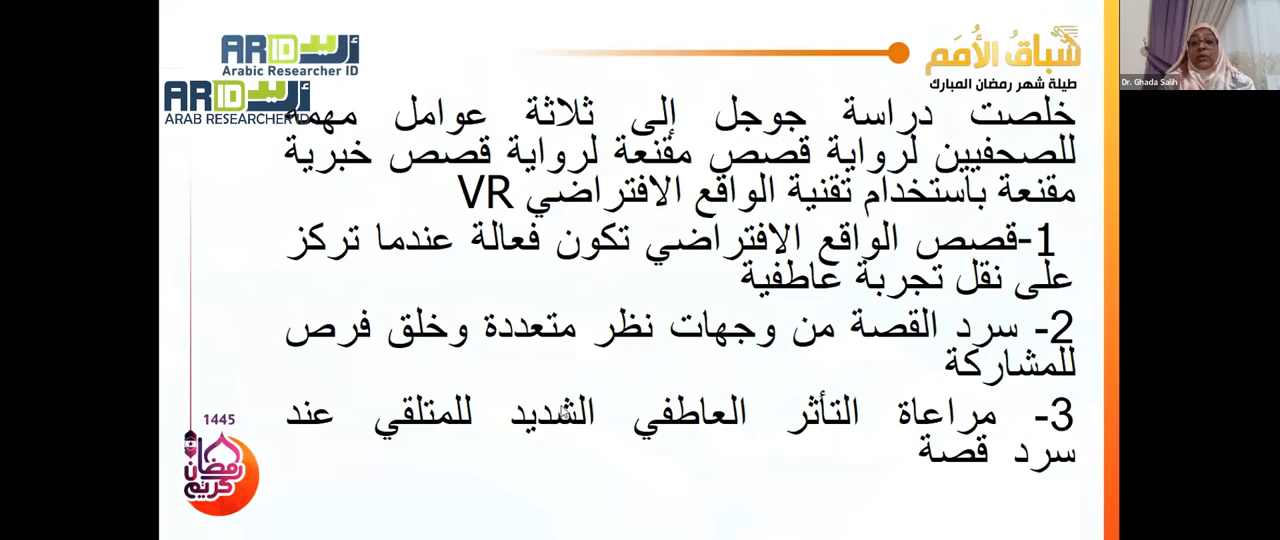 ARID أريد
Arabic Researcher ID
ARID أريد
ARAB RESEARCHER ID
سباقُ الأُمَم
طيلة شهر رمضان المبارك
Dr. Ghada Salih
خلصت دراسة جوجل إلى ثلاثة عوامل مهمة
للصحفيين لرواية قصص مقنعة لرواية قصص خبرية
مقنعة باستخدام تقنية الواقع الافتراضي VR
1-قصص الواقع الافتراضي تكون فعالة عندما تركز
على نقل تجربة عاطفية
2- سرد القصة من وجهات نظر متعددة وخلق فرص
للمشاركة
3- مراعاة التأثر العاطفي الشديد للمتلقي عند
سرد قصة
1445
رمضان
كريم